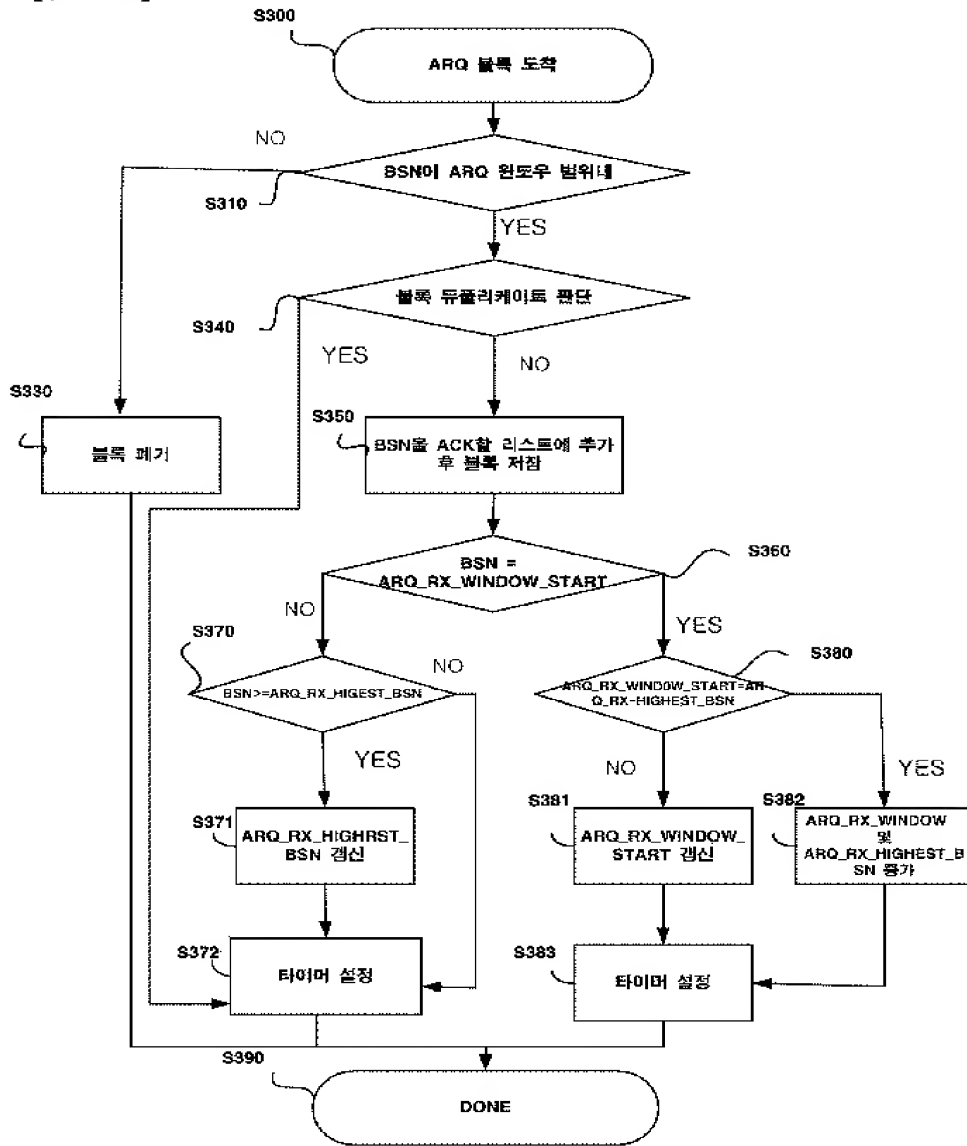 S300
ARQ 블록 도착
NO
BSN이 ARQ 윈도우 범위내
S310
YES
블록 듀플리케이트 판단
S340
YES
NO
S330
블록 폐기
S350
BSN을 ACK할 리스트에 추가
후 블록 저장
BSN =
ARQ_RX_WINDOW_START
S360
NO
YES
S370
BSN>=ARQ_RX_HIGEST_BSN
NO
S380
ARQ_RX_WINDOW_START=AR
Q_RX-HIGHEST_BSN
YES
NO
YES
S371
ARQ_RX_HIGHRST_
BSN 갱신
S381
ARQ_RX_WINDOW_
START 갱신
S382
ARQ_RX_WINDOW
및
ARQ_RX_HIGHEST_B
SN 증가
S372
타이머 설정
S383
타이머 설정
S390
DONE